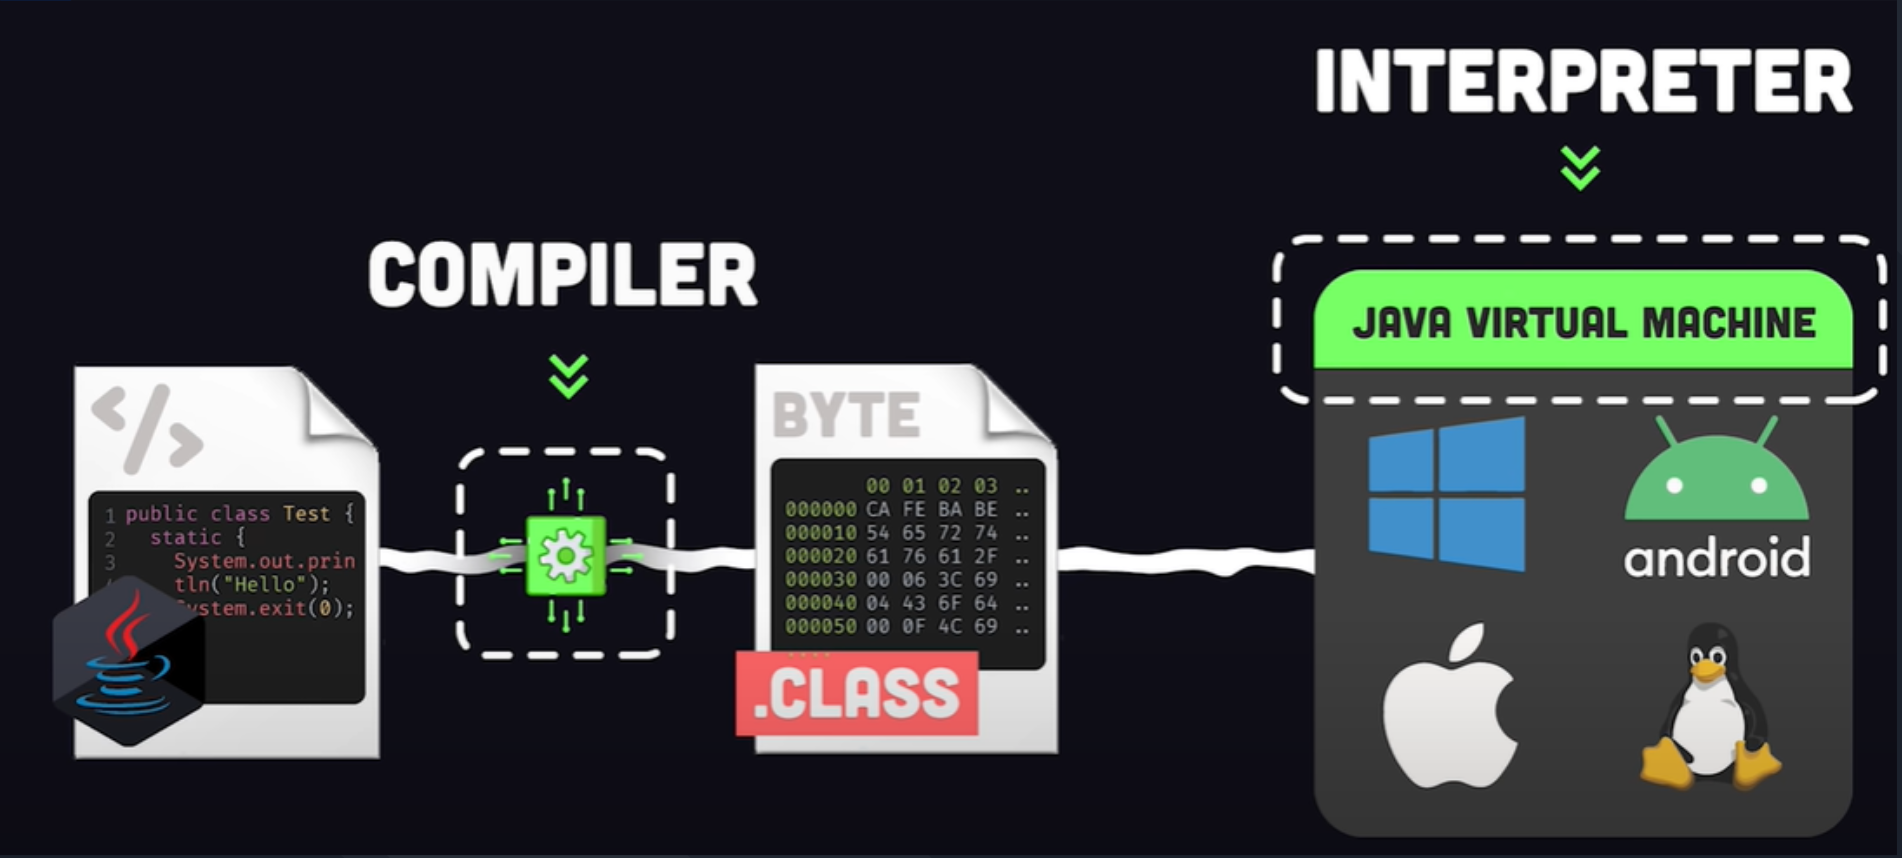 INTERPRETER
COMPILER
JAVA VIRTUAL MACHINE
</>
1 public class Test {
2 static {
3 System.out.prin
tln("Hello");
System.exit(0);
BYTE
00 01 02 03 ..
000000 CA FE BA BE ..
000010 54 65 72 74 ..
000020 61 76 61 2F ..
000030 00 06 3C 69 ..
000040 04 43 6F 64 ..
000050 00 0F 4C 69 ..
.CLASS
android